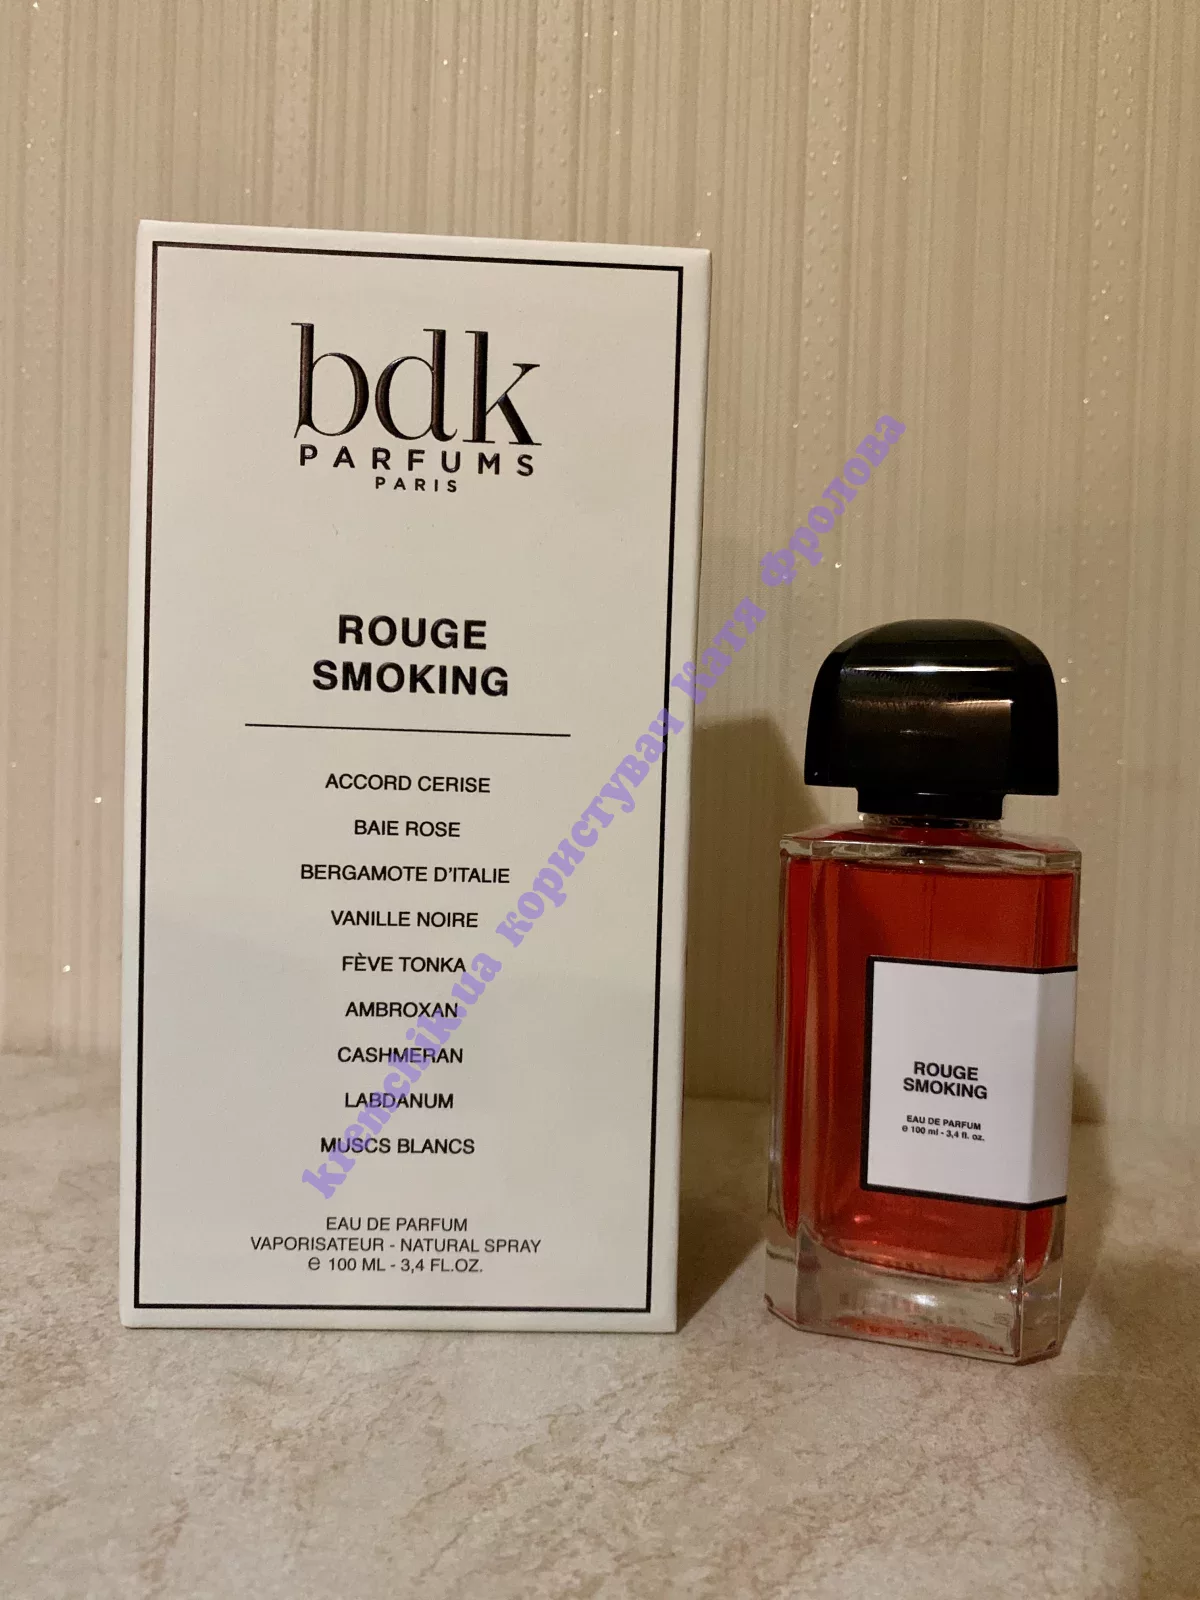 bdk
PARFUMS
PARIS
ROUGE
SMOKING
ACCORD CERISE
BAIE ROSE
BERGAMOTE D'ITALIE
VANILLE NOIRE
FÈVE TONKA
AMBROXAN
CASHMERAN
LABDANUM
MUSCS BLANCS
EAU DE PARFUM
VAPORISATEUR - NATURAL SPRAY
℮ 100 ML - 3,4 FL.OZ.
ROUGE
SMOKING
EAU DE PARFUM
℮ 100 ml - 3,4 fl. oz.
kremchik.ua користувач Катя Фролова